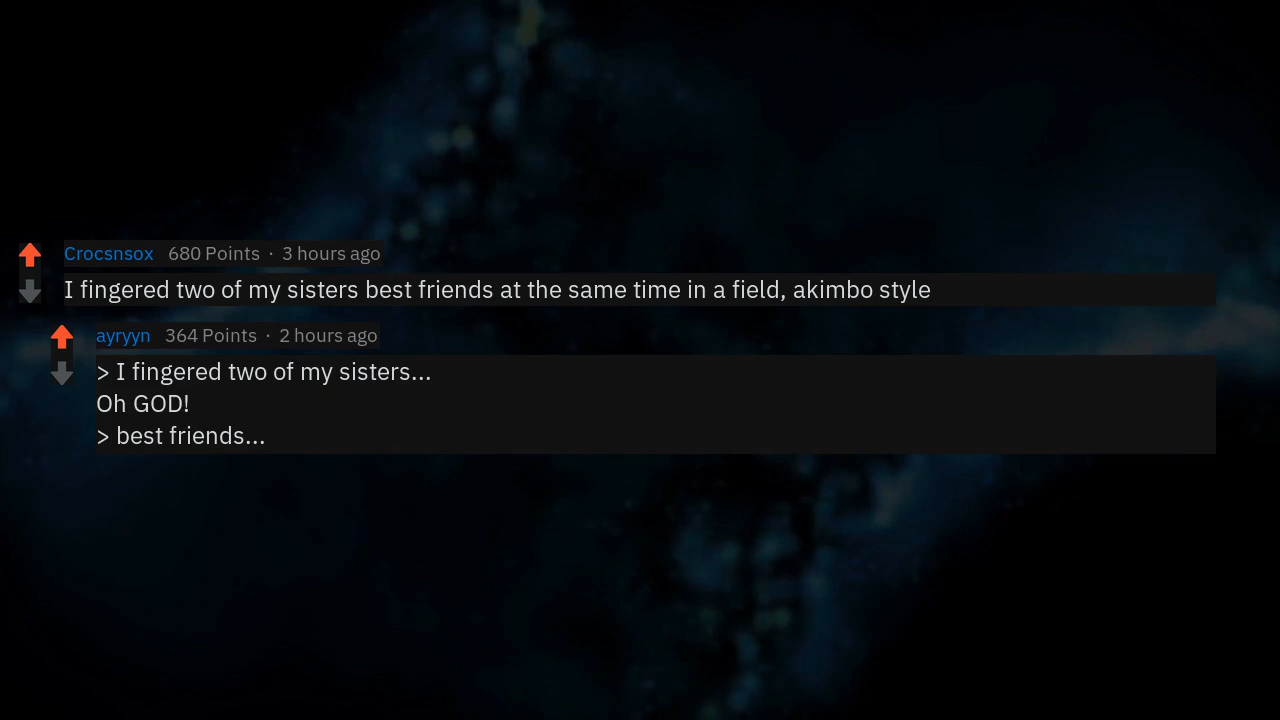 Crocsnsox 680 Points · 3 hours ago
I fingered two of my sisters best friends at the same time in a field, akimbo style
ayryyn 364 Points · 2 hours ago
> I fingered two of my sisters...
Oh GOD!
> best friends...